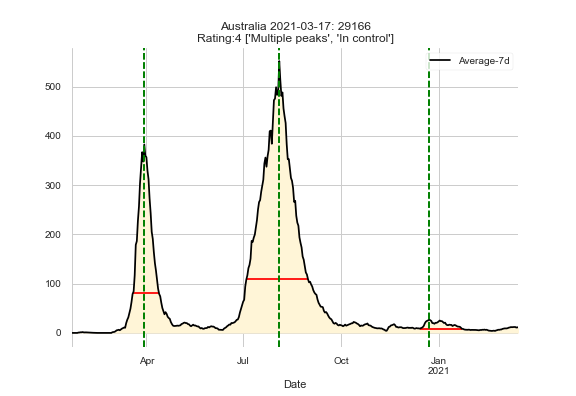 Australia 2021-03-17: 29166
Rating:4 ['Multiple peaks', 'In control']
Average-7d
500
400
300
200
100
0
Apr
Jul
Oct
Jan
2021
Date